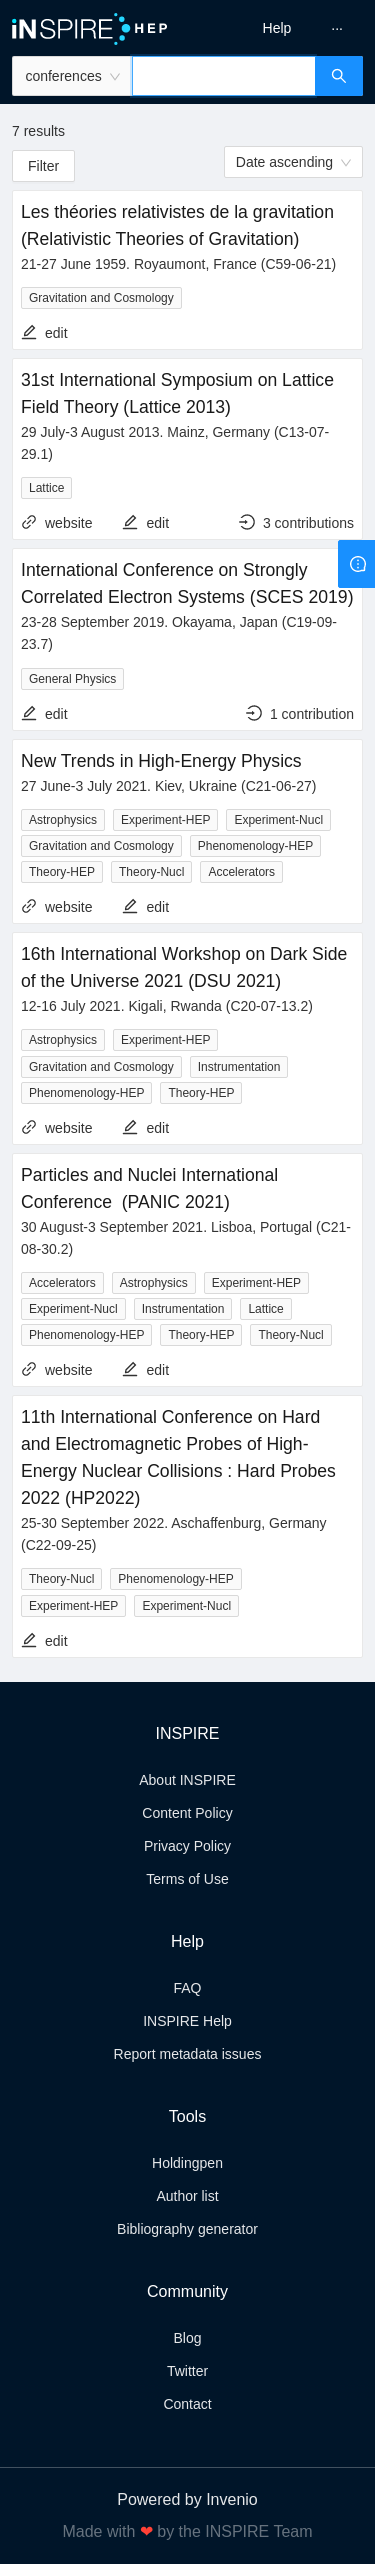 iNSPIRE HEP
Help
···
conferences
7 results
Filter
Date ascending
Les théories relativistes de la gravitation
(Relativistic Theories of Gravitation)
21-27 June 1959. Royaumont, France (C59-06-21)
Gravitation and Cosmology
edit
31st International Symposium on Lattice
Field Theory (Lattice 2013)
29 July-3 August 2013. Mainz, Germany (C13-07-
29.1)
Lattice
website edit 3 contributions
International Conference on Strongly
Correlated Electron Systems (SCES 2019)
23-28 September 2019. Okayama, Japan (C19-09-
23.7)
General Physics
edit 1 contribution
New Trends in High-Energy Physics
27 June-3 July 2021. Kiev, Ukraine (C21-06-27)
Astrophysics Experiment-HEP Experiment-Nucl
Gravitation and Cosmology Phenomenology-HEP
Theory-HEP Theory-Nucl Accelerators
website edit
16th International Workshop on Dark Side
of the Universe 2021 (DSU 2021)
12-16 July 2021. Kigali, Rwanda (C20-07-13.2)
Astrophysics Experiment-HEP
Gravitation and Cosmology Instrumentation
Phenomenology-HEP Theory-HEP
website edit
Particles and Nuclei International
Conference (PANIC 2021)
30 August-3 September 2021. Lisboa, Portugal (C21-
08-30.2)
Accelerators Astrophysics Experiment-HEP
Experiment-Nucl Instrumentation Lattice
Phenomenology-HEP Theory-HEP Theory-Nucl
website edit
11th International Conference on Hard
and Electromagnetic Probes of High-
Energy Nuclear Collisions : Hard Probes
2022 (HP2022)
25-30 September 2022. Aschaffenburg, Germany
(C22-09-25)
Theory-Nucl Phenomenology-HEP
Experiment-HEP Experiment-Nucl
edit
INSPIRE
About INSPIRE
Content Policy
Privacy Policy
Terms of Use
Help
FAQ
INSPIRE Help
Report metadata issues
Tools
Holdingpen
Author list
Bibliography generator
Community
Blog
Twitter
Contact
Powered by Invenio
Made with ❤ by the INSPIRE Team